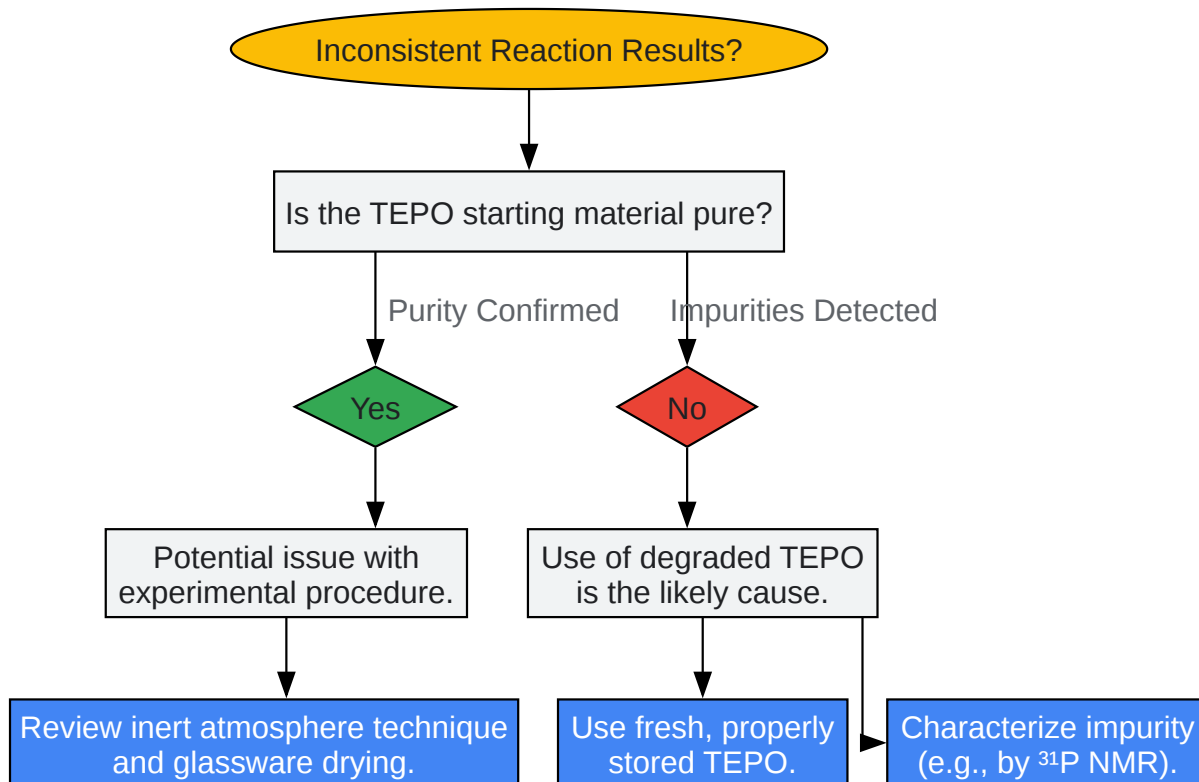 Inconsistent Reaction Results?
Is the TEPO starting material pure?
Purity Confirmed
Impurities Detected
Yes
No
Potential issue with
experimental procedure.
Use of degraded TEPO
is the likely cause.
Review inert atmosphere technique
and glassware drying.
Use fresh, properly
stored TEPO.
Characterize impurity
(e.g., by ³¹P NMR).